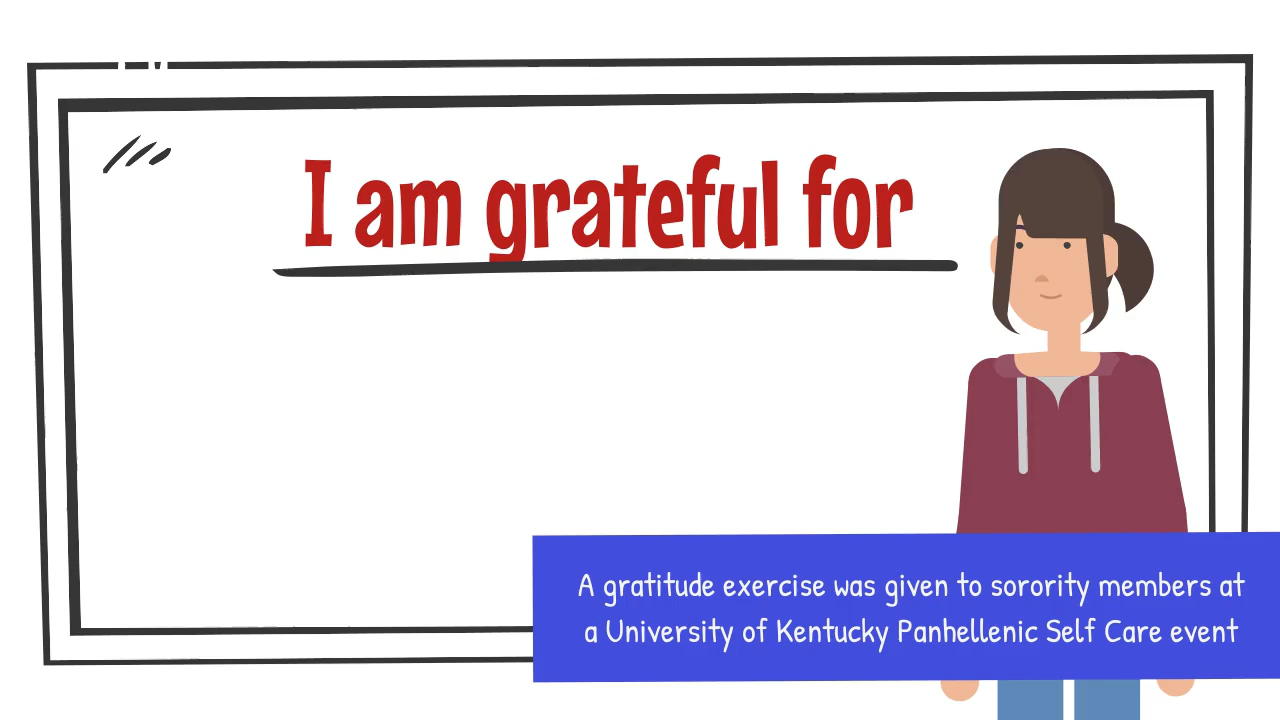 I am grateful for
A gratitude exercise was given to sorority members at
a University of Kentucky Panhellenic Self Care event